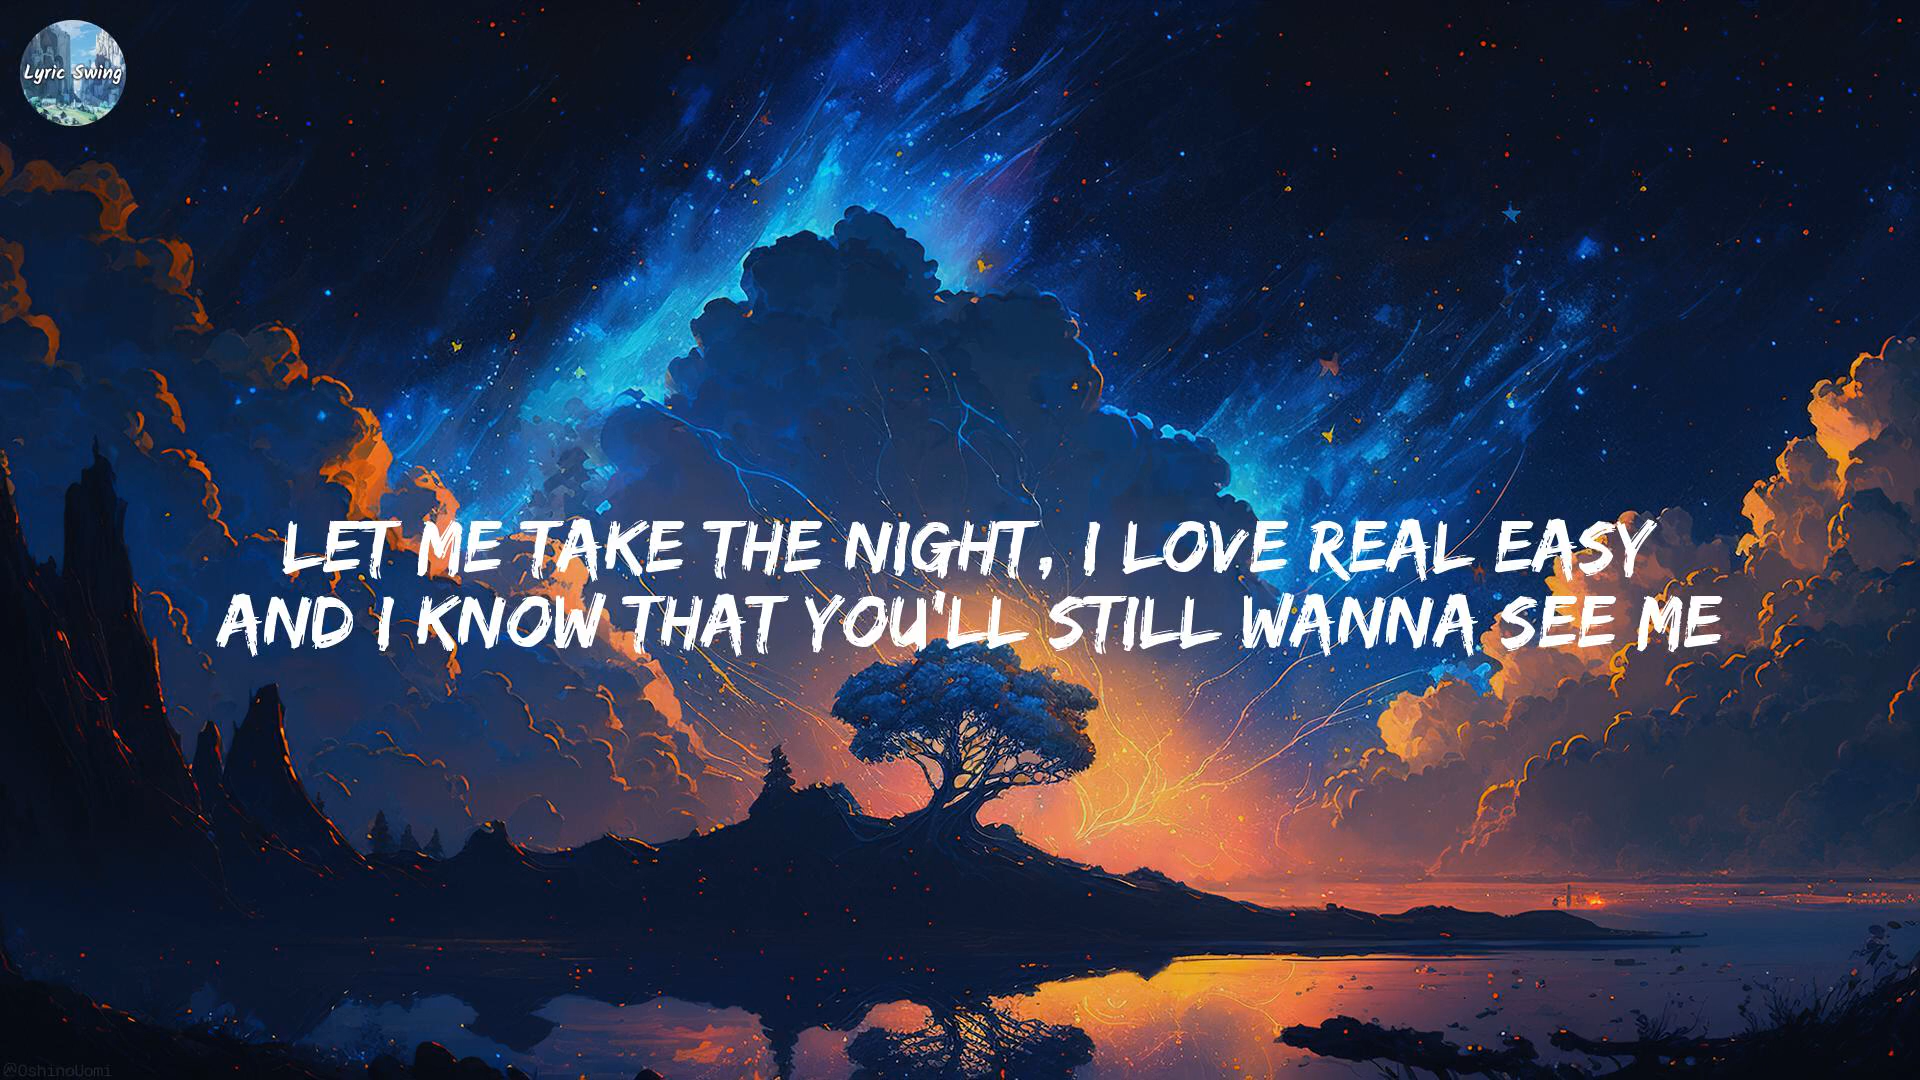 Lyric Swing
LET ME TAKE THE NIGHT, I LOVE REAL EASY
AND I KNOW THAT YOU'LL STILL WANNA SEE ME
@OshinoUomi